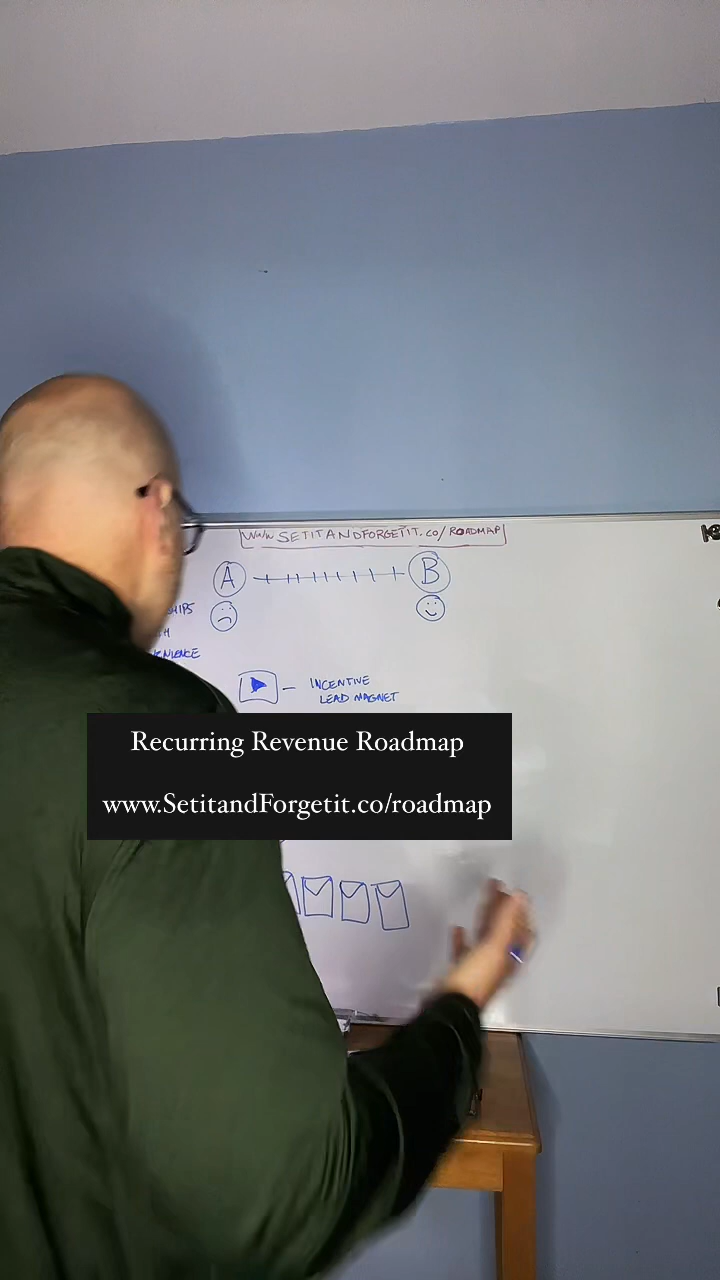 www.SETITANDFORGETIT.co/ROADMAP
A B
INCENTIVE
LEAD MAGNET
Recurring Revenue Roadmap
www.SetitandForgetit.co/roadmap